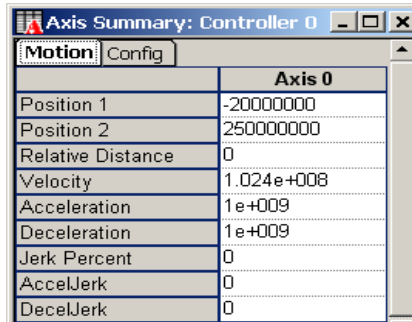 Axis Summary: Controller 0
Motion Config
Axis 0
Position 1 -20000000
Position 2 250000000
Relative Distance 0
Velocity 1.024e+008
Acceleration 1e+009
Deceleration 1e+009
Jerk Percent 0
AccelJerk 0
DecelJerk 0